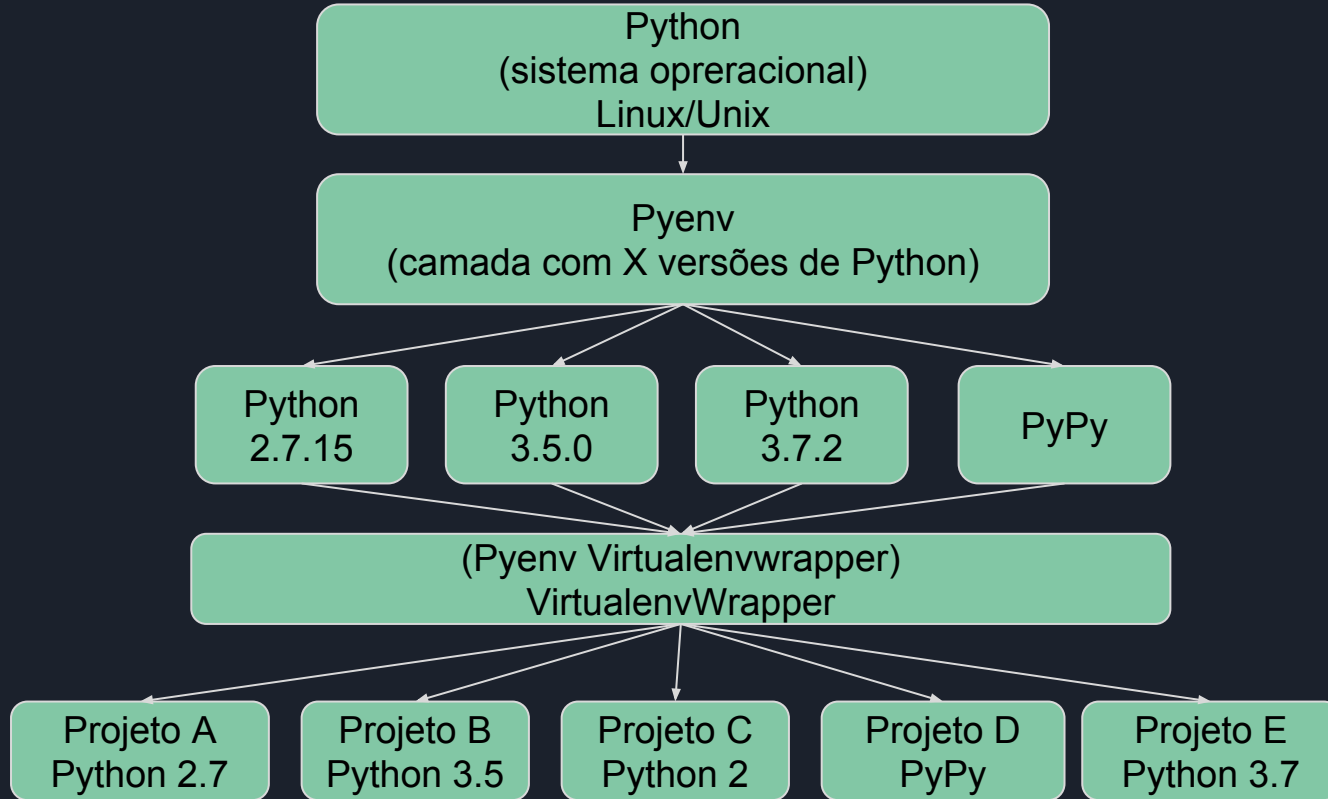 Python
(sistema opreracional)
Linux/Unix
Pyenv
(camada com X versões de Python)
Python
2.7.15
Python
3.5.0
Python
3.7.2
PyPy
(Pyenv Virtualenvwrapper)
VirtualenvWrapper
Projeto A
Python 2.7
Projeto B
Python 3.5
Projeto C
Python 2
Projeto D
PyPy
Projeto E
Python 3.7